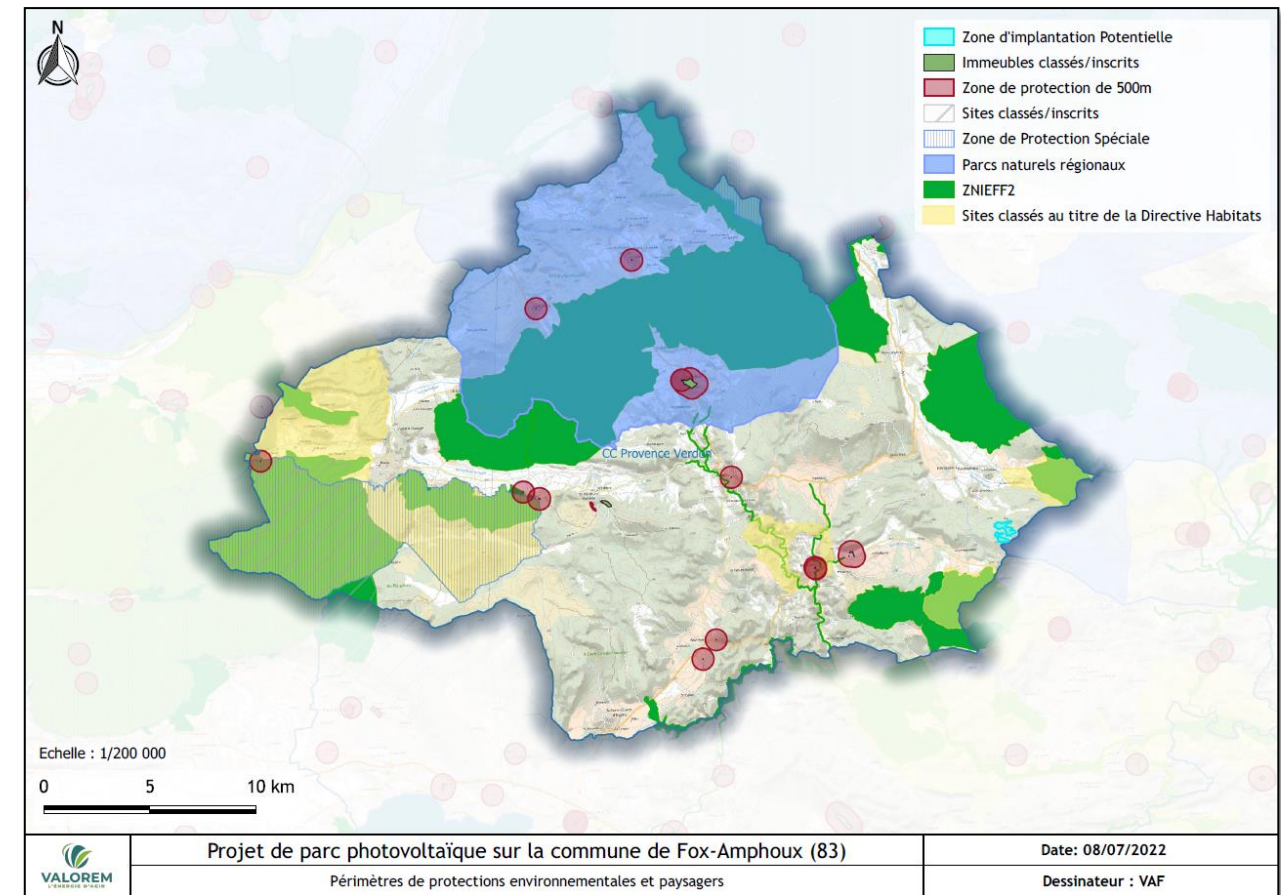 N
Zone d'implantation Potentielle
Immeubles classés/inscrits
Zone de protection de 500m
Sites classés/inscrits
Zone de Protection Spéciale
Parcs naturels régionaux
ZNIEFF2
Sites classés au titre de la Directive Habitats
CC Provence Verdon
Echelle : 1/200 000
0 5 10 km
VALOREM
L'ÉNERGIE D'AGIR
Projet de parc photovoltaïque sur la commune de Fox-Amphoux (83)
Périmètres de protections environnementales et paysagers
Date: 08/07/2022
Dessinateur : VAF